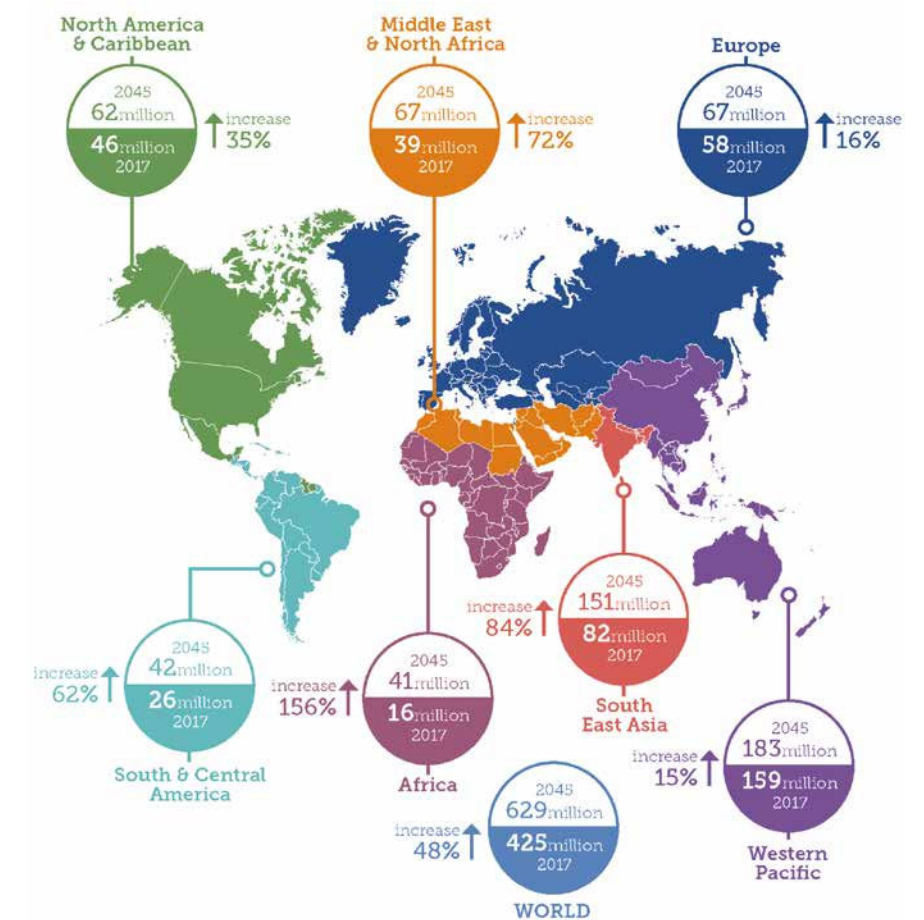 North America
& Caribbean
2045
62million
46million
2017
increase
35%
Middle East
& North Africa
2045
67million
39million
2017
increase
72%
Europe
2045
67million
58million
2017
increase
16%
2045
42million
26million
2017
increase
62%
South & Central
America
2045
41million
16million
2017
increase
156%
Africa
2045
151million
82million
2017
increase
84%
South
East Asia
2045
183million
159million
2017
increase
15%
Western
Pacific
2045
629million
425million
2017
increase
48%
WORLD